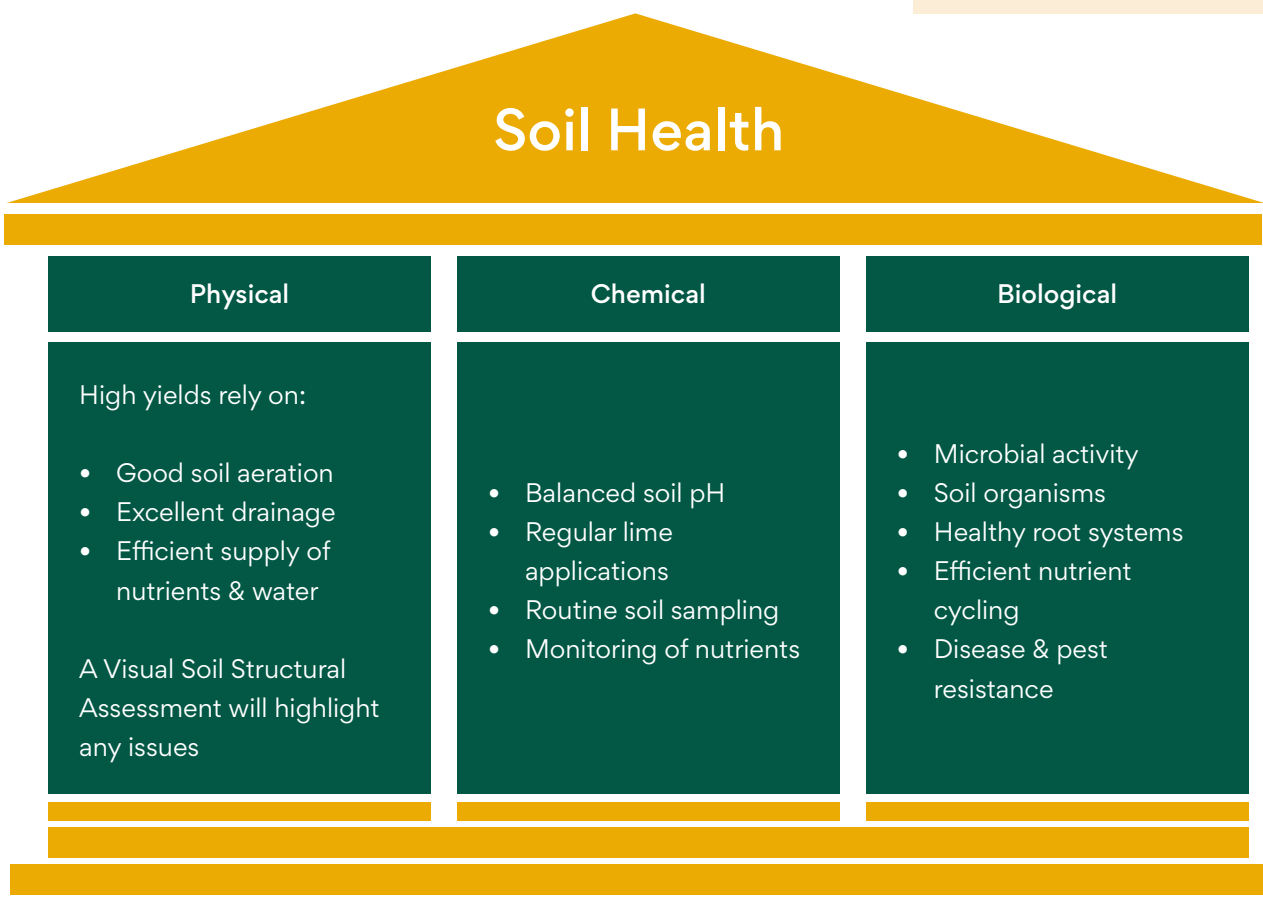 Soil Health
Physical
High yields rely on:
• Good soil aeration
• Excellent drainage
• Efficient supply of
nutrients & water
A Visual Soil Structural
Assessment will highlight
any issues
Chemical
• Balanced soil pH
• Regular lime
applications
• Routine soil sampling
• Monitoring of nutrients
Biological
• Microbial activity
• Soil organisms
• Healthy root systems
• Efficient nutrient
cycling
• Disease & pest
resistance